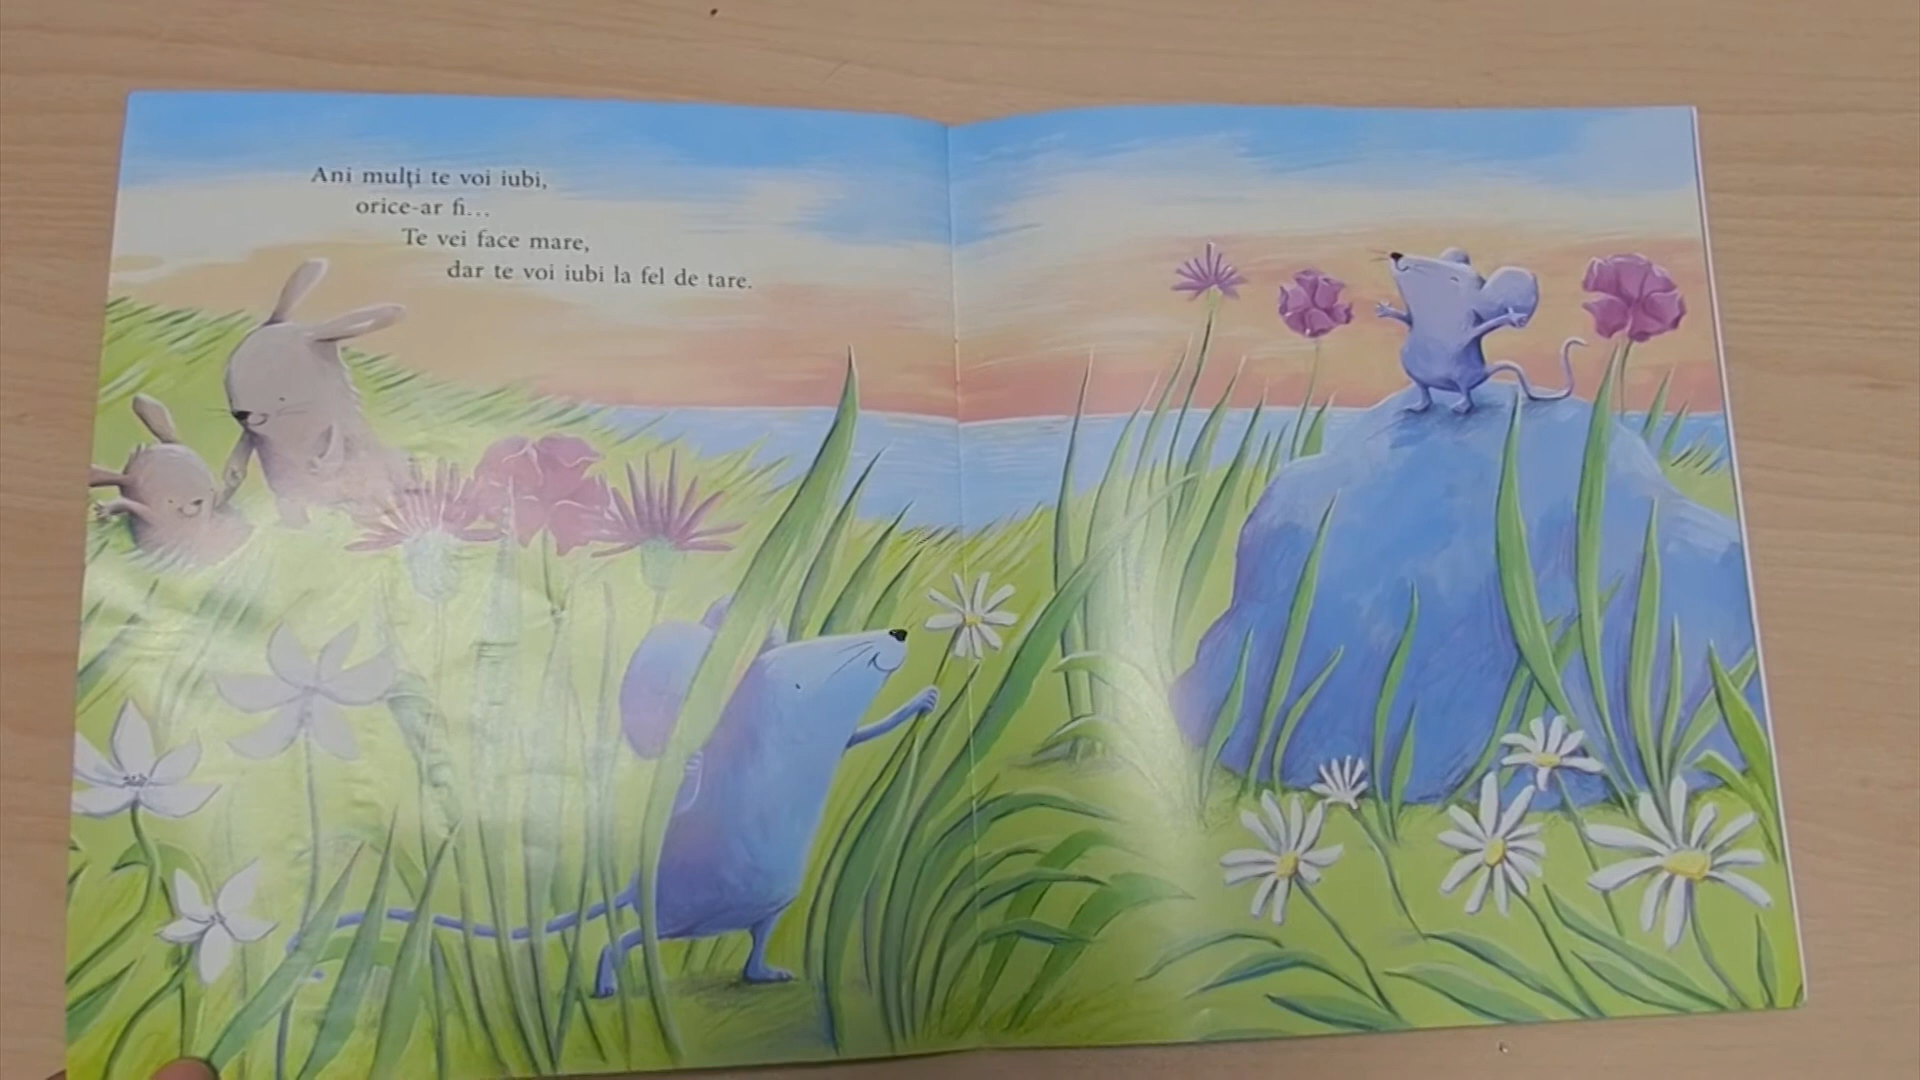 Ani mulți te voi iubi,
orice-ar fi...
Te vei face mare,
dar te voi iubi la fel de tare.